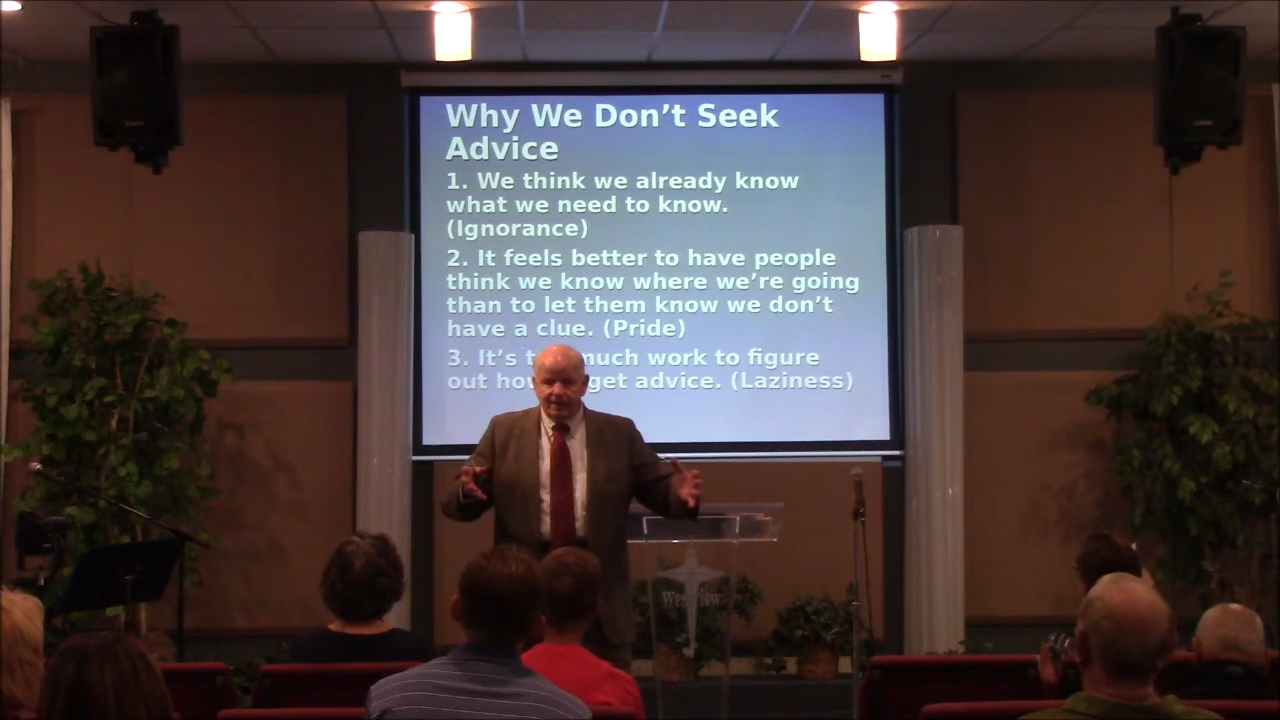 Why We Don't Seek
Advice
1. We think we already know
what we need to know.
(Ignorance)
2. It feels better to have people
think we know where we're going
than to let them know we don't
have a clue. (Pride)
3. It's much work to figure
out how get advice. (Laziness)
Westview